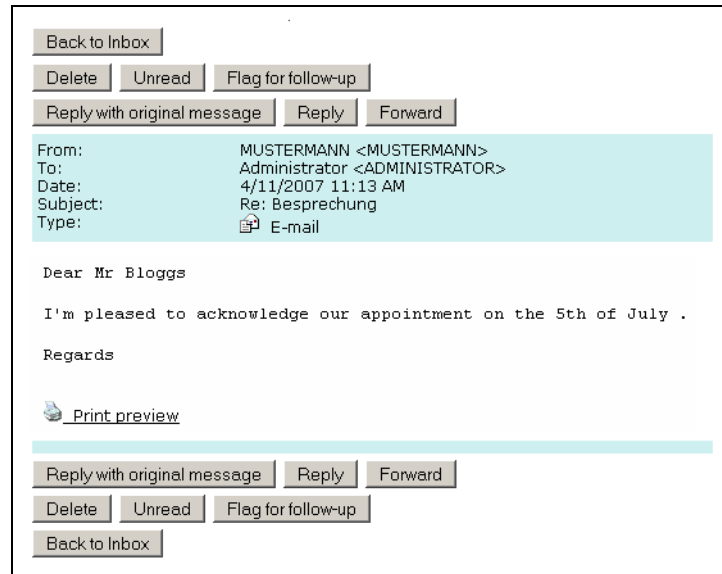 Back to Inbox
Delete Unread Flag for follow-up
Reply with original message Reply Forward
From: MUSTERMANN <MUSTERMANN>
To: Administrator <ADMINISTRATOR>
Date: 4/11/2007 11:13 AM
Subject: Re: Besprechung
Type: E-mail
Dear Mr Bloggs
I'm pleased to acknowledge our appointment on the 5th of July .
Regards
Print preview
Reply with original message Reply Forward
Delete Unread Flag for follow-up
Back to Inbox